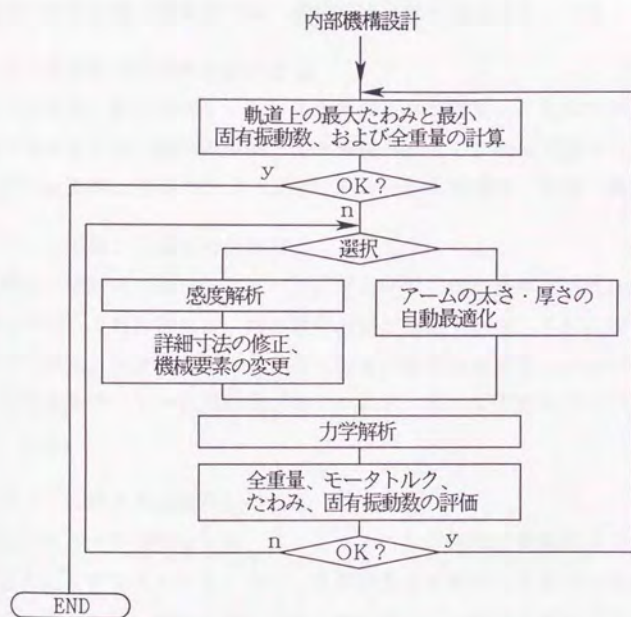 内部機構設計
軌道上の最大たわみと最小
固有振動数、および全重量の計算
y
OK?
n
選択
感度解析
アームの太さ・厚さの
自動最適化
詳細寸法の修正、
機械要素の変更
力学解析
全重量、モータトルク、
たわみ、固有振動数の評価
n
OK?
y
END